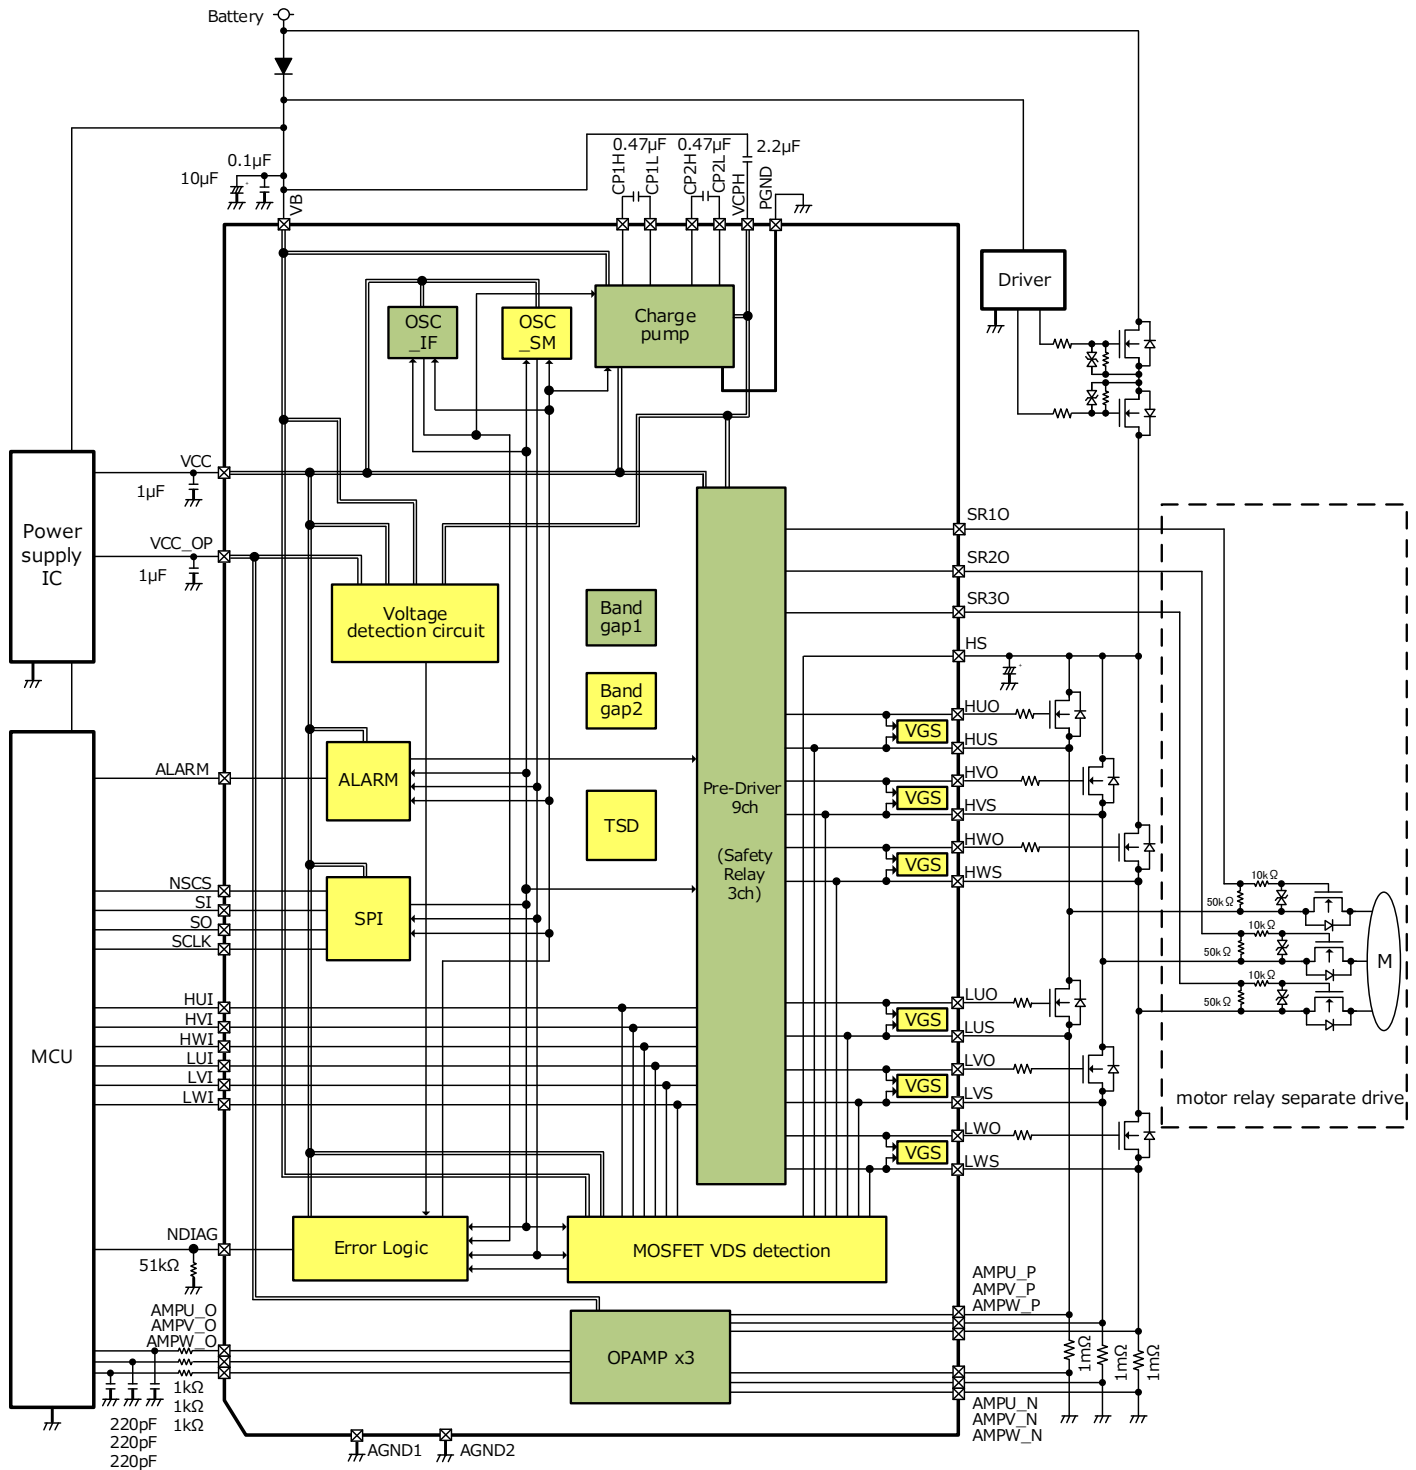 Battery
0.1µF
10µF
VB
0.47µF
0.47µF
2.2µF
CP1H
CP1L
CP2H
CP2L
VCPH
PGND
Driver
OSC
_IF
OSC
_SM
Charge
pump
VCC
1µF
Power
supply
IC
VCC_OP
1µF
Voltage
detection circuit
Band
gap1
Band
gap2
TSD
ALARM
ALARM
NSCS
SI
SO
SCLK
SPI
Pre-Driver
9ch
(Safety
Relay
3ch)
SR1O
SR2O
SR3O
HS
HUO
VGS
HUS
HVO
VGS
HVS
HWO
VGS
HWS
LUO
VGS
LUS
LVO
VGS
LVS
LWO
VGS
LWS
10kΩ
50kΩ
10kΩ
50kΩ
10kΩ
50kΩ
M
motor relay separate drive
MCU
HUI
HVI
HWI
LUI
LVI
LWI
NDIAG
51kΩ
Error Logic
MOSFET VDS detection
AMPU_O
AMPV_O
AMPW_O
OPAMP x3
AMPU_P
AMPV_P
AMPW_P
1mΩ
1mΩ
1mΩ
1kΩ
1kΩ
1kΩ
220pF
220pF
220pF
AMPU_N
AMPV_N
AMPW_N
AGND1
AGND2